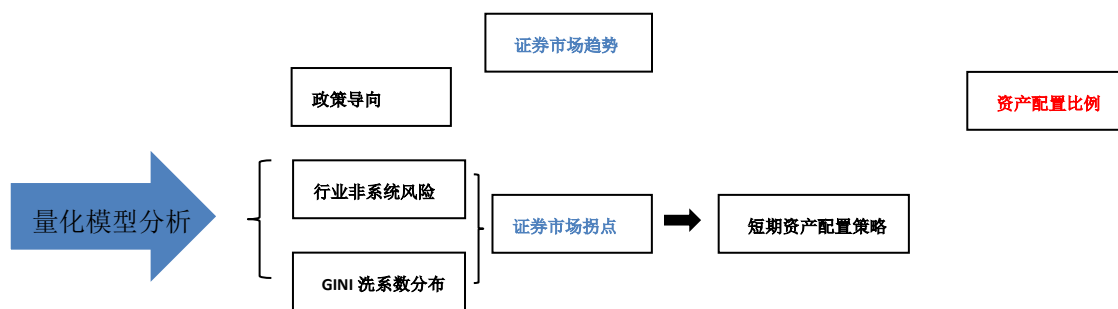 证券市场趋势
政策导向
资产配置比例
行业非系统风险
量化模型分析
证券市场拐点
短期资产配置策略
GINI 洗系数分布